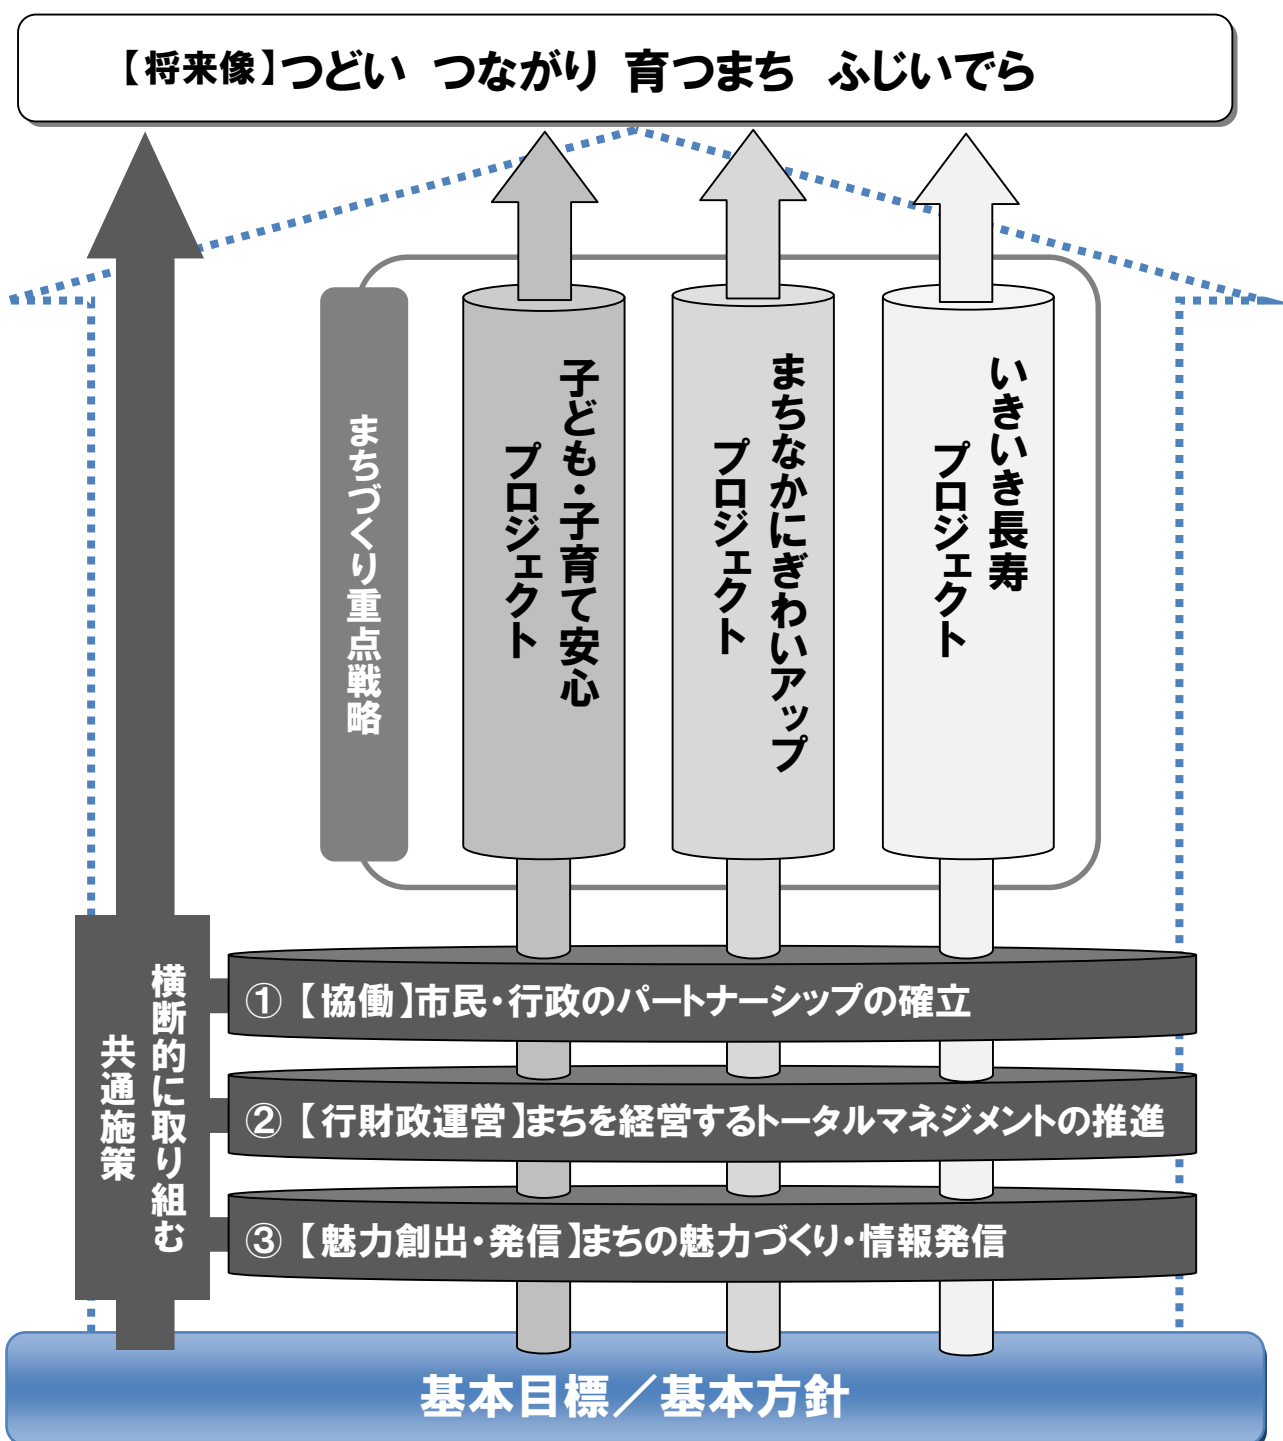 【将来像】つどい つながり 育つまち ふじいでら
まちづくり重点戦略
子ども・子育て安心
プロジェクト
まちなかにぎわいアップ
プロジェクト
いきいき長寿
プロジェクト
横断的に取り組む
共通施策
①【協働】市民・行政のパートナーシップの確立
②【行財政運営】まちを経営するトータルマネジメントの推進
③【魅力創出・発信】まちの魅力づくり・情報発信
基本目標／基本方針